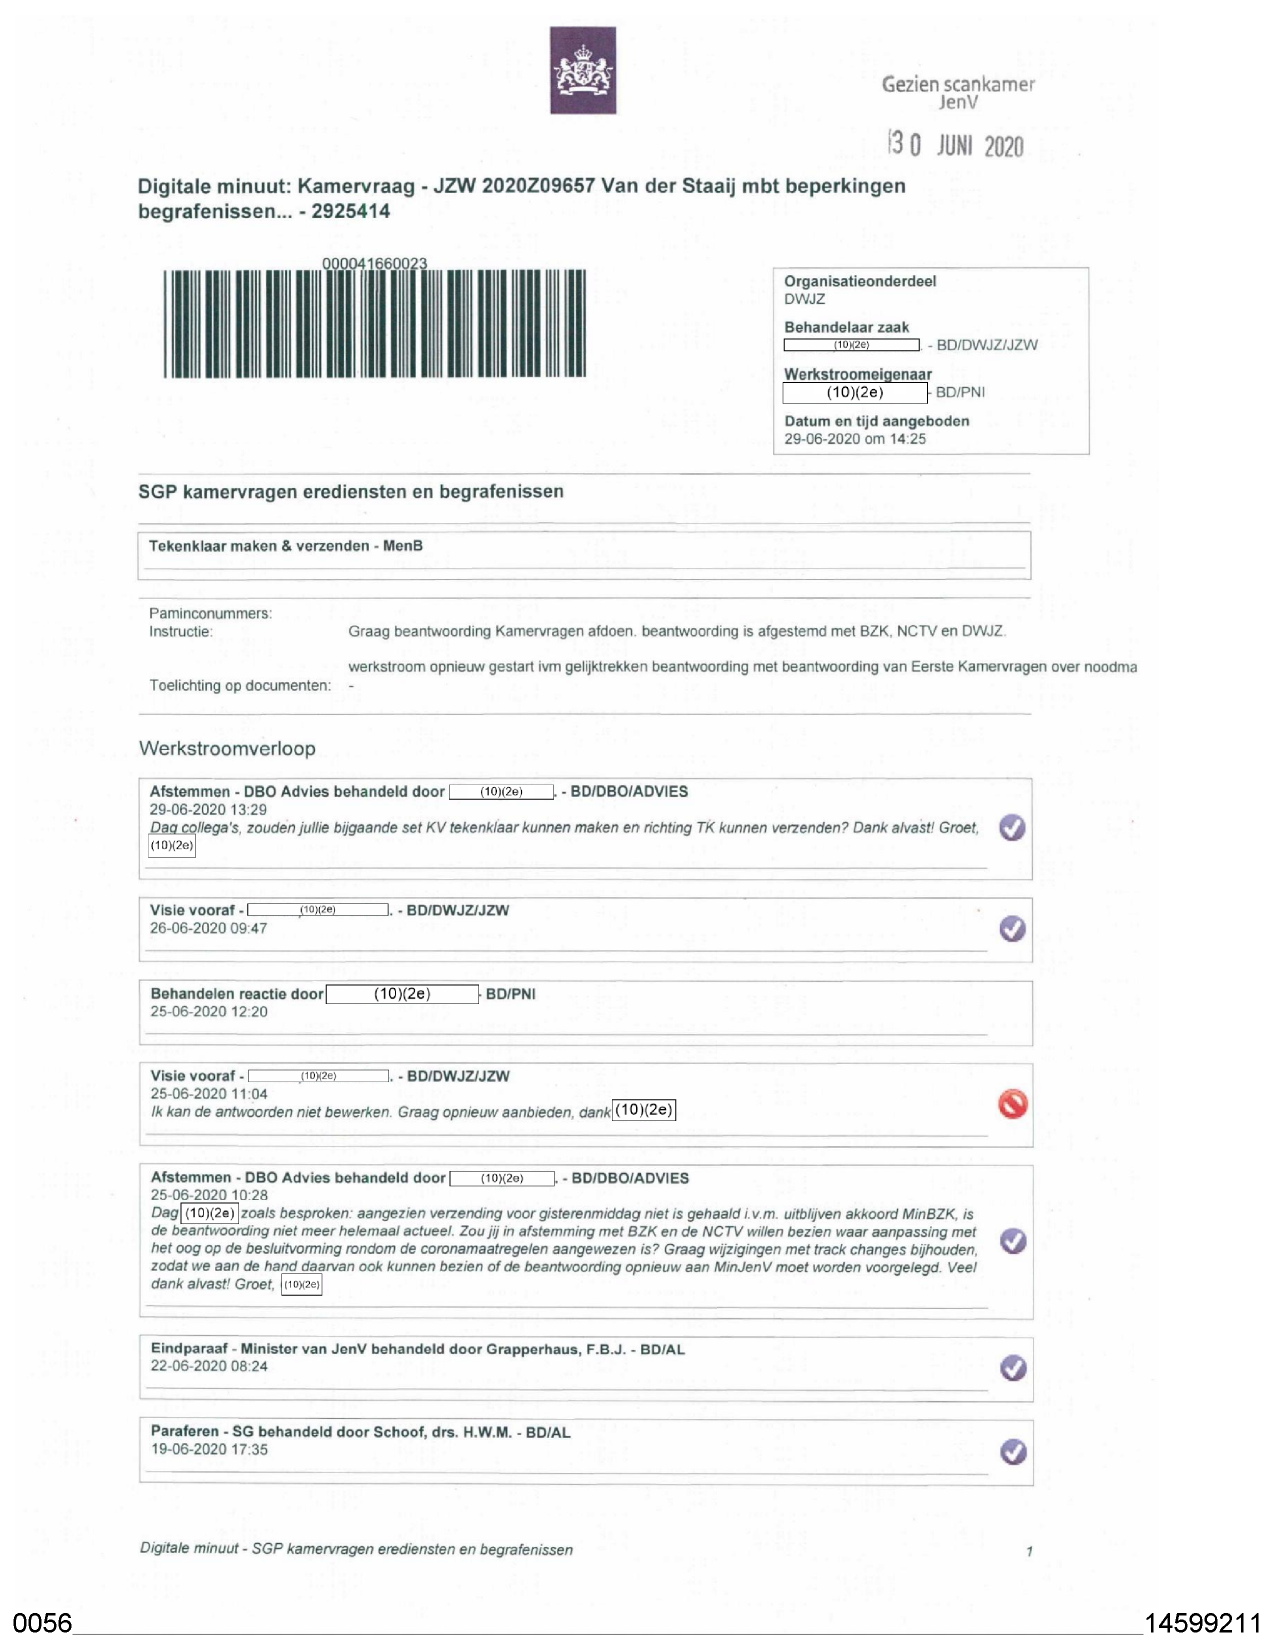 Gezien scankamer
JenV
30 JUNI 2020
Digitale minuut: Kamervraag - JZW 2020Z09657 Van der Staaij mbt beperkingen
begrafenissen... - 2925414
000041660023
Organisatieonderdeel
DWJZ
Behandelaar zaak
(10)(2e) . - BD/DWJZ/JZW
Werkstroomeigenaar
(10)(2e) - BD/PNI
Datum en tijd aangeboden
29-06-2020 om 14:25
SGP kamervragen erediensten en begrafenissen
Tekenklaar maken & verzenden - MenB
Paminconummers:
Instructie: Graag beantwoording Kamervragen afdoen. beantwoording is afgestemd met BZK, NCTV en DWJZ.
werkstroom opnieuw gestart ivm gelijktrekken beantwoording met beantwoording van Eerste Kamervragen over noodma
Toelichting op documenten: -
Werkstroomverloop
Afstemmen - DBO Advies behandeld door (10)(2e) . - BD/DBO/ADVIES
29-06-2020 13:29
Dag collega's, zouden jullie bijgaande set KV tekenklaar kunnen maken en richting TK kunnen verzenden? Dank alvast! Groet,
(10)(2e)
Visie vooraf - (10)(2e) . - BD/DWJZ/JZW
26-06-2020 09:47
Behandelen reactie door (10)(2e) - BD/PNI
25-06-2020 12:20
Visie vooraf - (10)(2e) . - BD/DWJZ/JZW
25-06-2020 11:04
Ik kan de antwoorden niet bewerken. Graag opnieuw aanbieden, dank (10)(2e)
Afstemmen - DBO Advies behandeld door (10)(2e) . - BD/DBO/ADVIES
25-06-2020 10:28
Dag (10)(2e) zoals besproken: aangezien verzending voor gisterenmiddag niet is gehaald i.v.m. uitblijven akkoord MinBZK, is
de beantwoording niet meer helemaal actueel. Zou jij in afstemming met BZK en de NCTV willen bezien waar aanpassing met
het oog op de besluitvorming rondom de coronamaatregelen aangewezen is? Graag wijzigingen met track changes bijhouden,
zodat we aan de hand daarvan ook kunnen bezien of de beantwoording opnieuw aan MinJenV moet worden voorgelegd. Veel
dank alvast! Groet, (10)(2e)
Eindparaaf - Minister van JenV behandeld door Grapperhaus, F.B.J. - BD/AL
22-06-2020 08:24
Paraferen - SG behandeld door Schoof, drs. H.W.M. - BD/AL
19-06-2020 17:35
Digitale minuut - SGP kamervragen erediensten en begrafenissen 1
0056 14599211